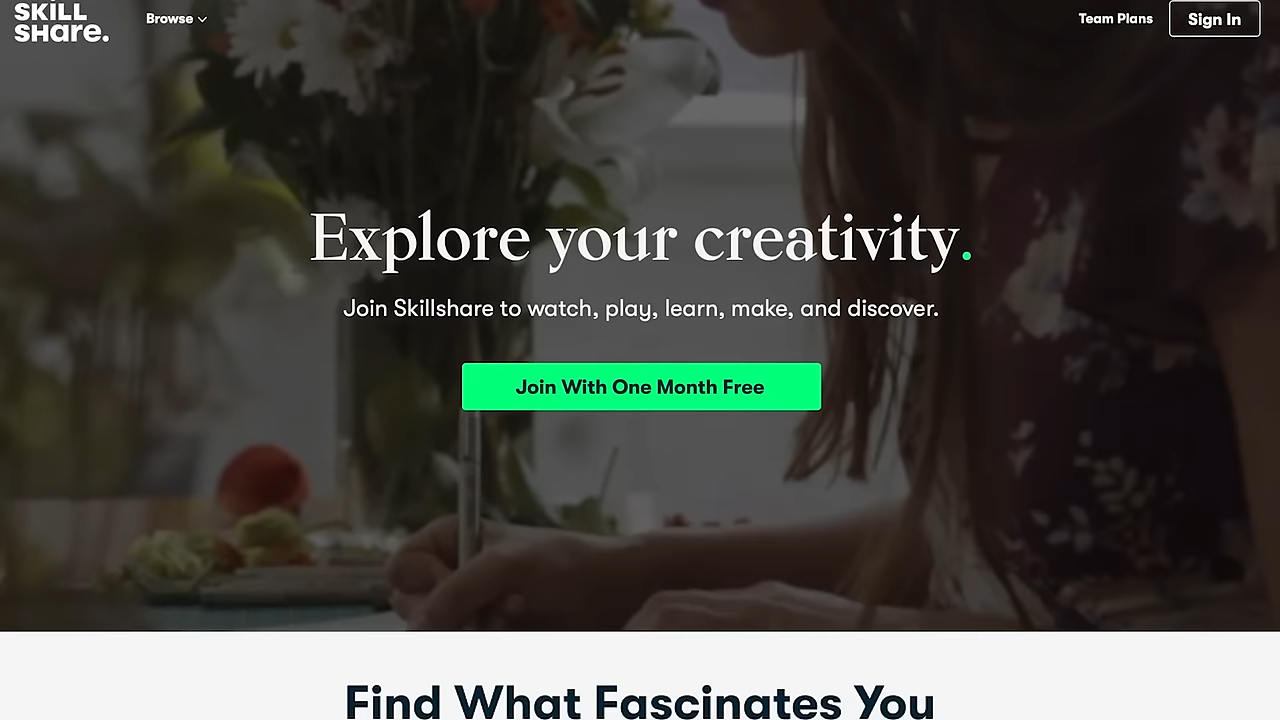 SKILL
SHARE.
Browse
Team Plans
Sign In
Explore your creativity.
Join Skillshare to watch, play, learn, make, and discover.
Join With One Month Free
Find What Fascinates You